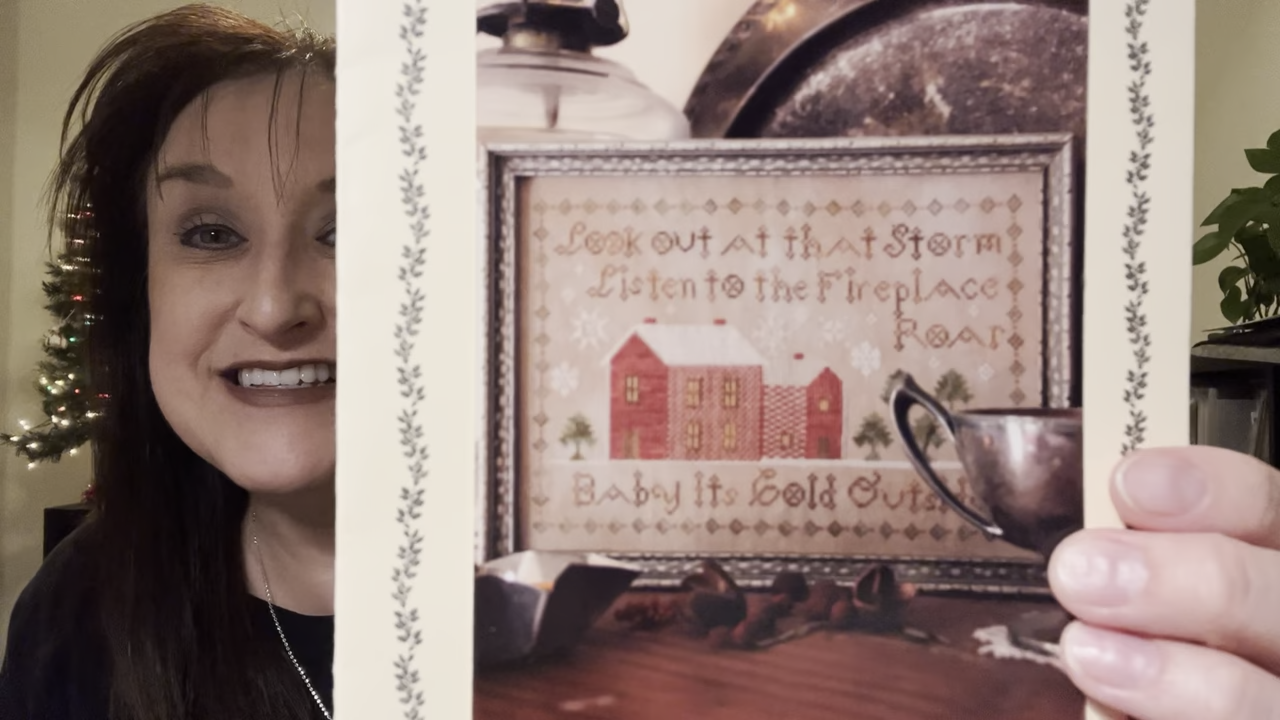 Look out at that Storm
Listen to the Fireplace
Roar
Baby Its Cold